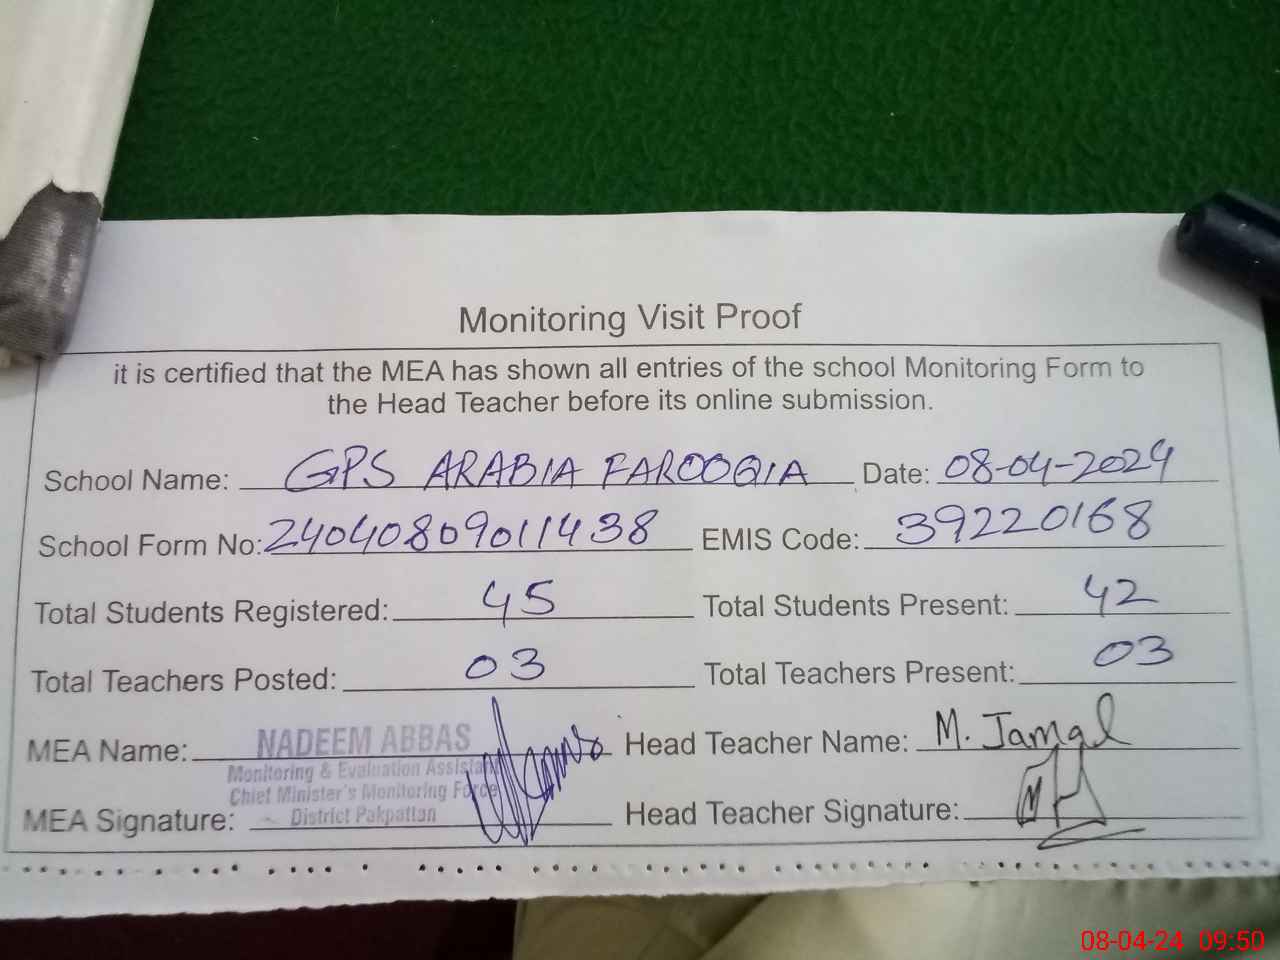 Monitoring Visit Proof
it is certified that the MEA has shown all entries of the school Monitoring Form to
the Head Teacher before its online submission.
School Name: GPS ARABIA FAROOQIA Date: 08-04-2024
School Form No: 24040809011438 EMIS Code: 39220168
Total Students Registered: 45 Total Students Present: 42
Total Teachers Posted: 03 Total Teachers Present: 03
MEA Name: NADEEM ABBAS Head Teacher Name: M. Jamal
Monitoring & Evaluation Assistant
Chief Minister's Monitoring Force
MEA Signature: District Pakpattan Head Teacher Signature:
08-04-24 09:50